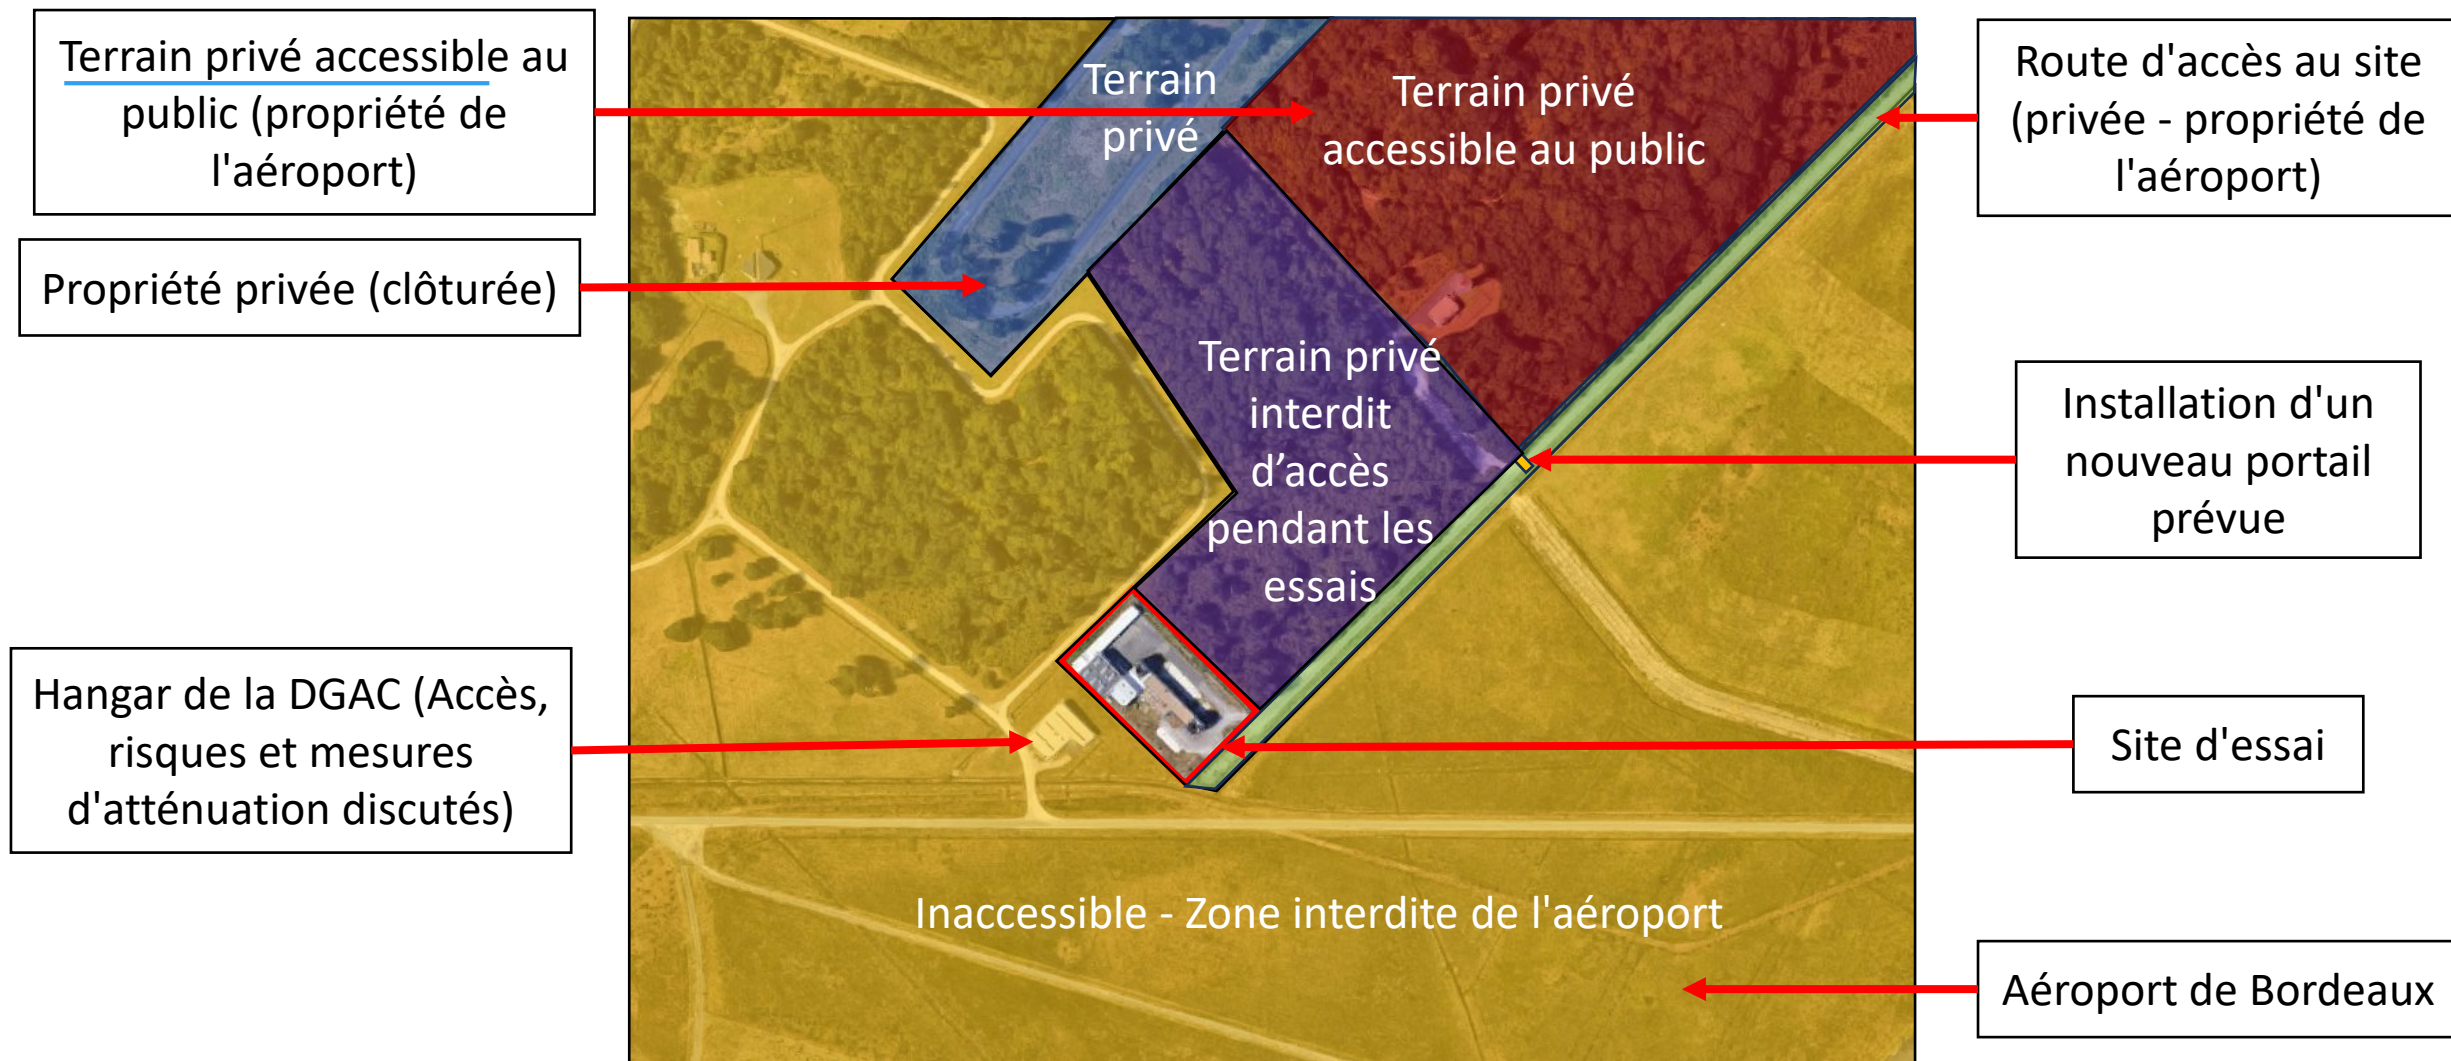 Terrain privé accessible au
public (propriété de
l'aéroport)
Propriété privée (clôturée)
Hangar de la DGAC (Accès,
risques et mesures
d'atténuation discutés)
Terrain
privé
Terrain privé
accessible au public
Terrain privé
interdit
d’accès
pendant les
essais
Inaccessible - Zone interdite de l'aéroport
Route d'accès au site
(privée - propriété de
l'aéroport)
Installation d'un
nouveau portail
prévue
Site d'essai
Aéroport de Bordeaux